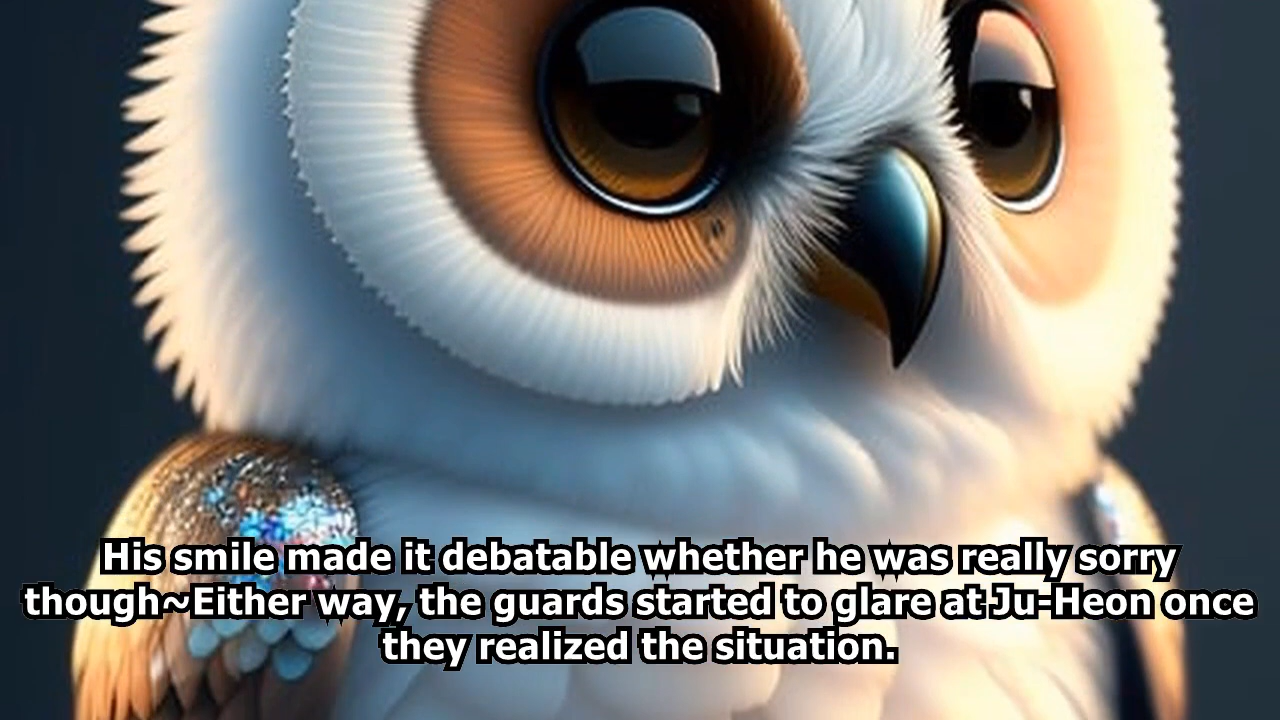 His smile made it debatable whether he was really sorry
though~Either way, the guards started to glare at Ju-Heon once
they realized the situation.